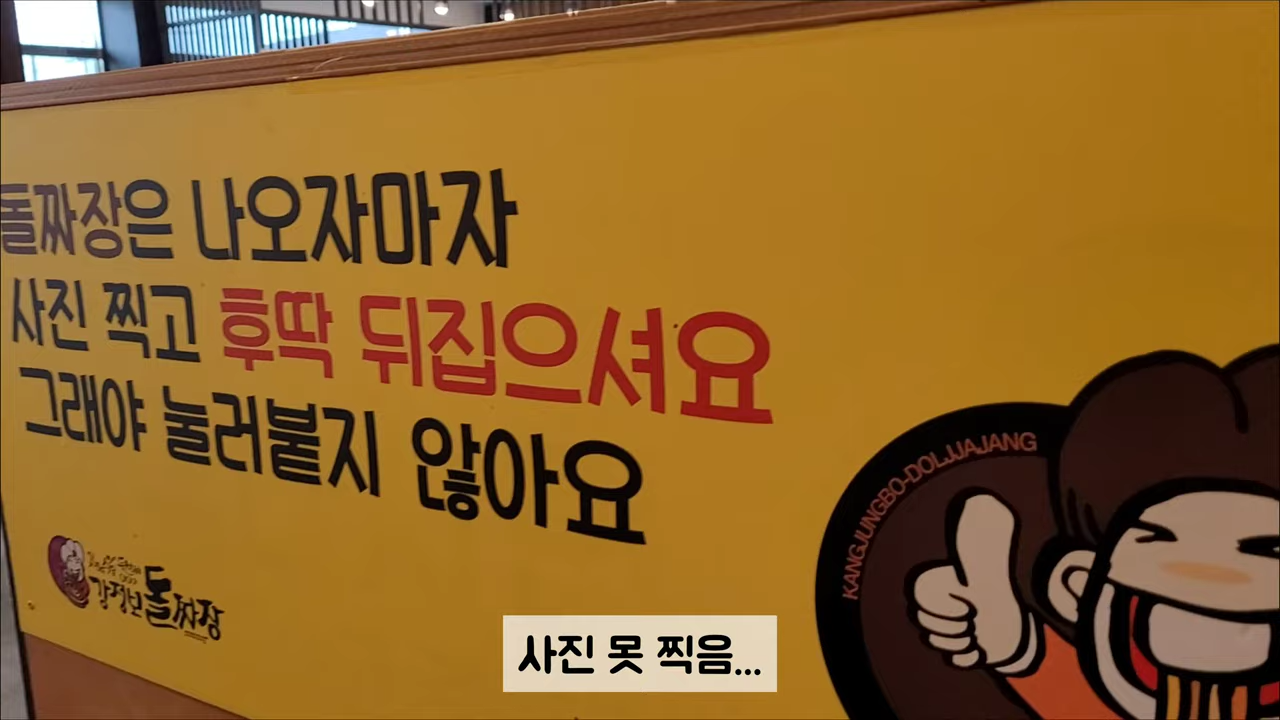 돌짜장은 나오자마자
사진 찍고 후딱 뒤집으셔요
그래야 눌러붙지 않아요
강정보 돌짜장
KANGJUNGBO-DOLJJAJANG
사진 못 찍음...